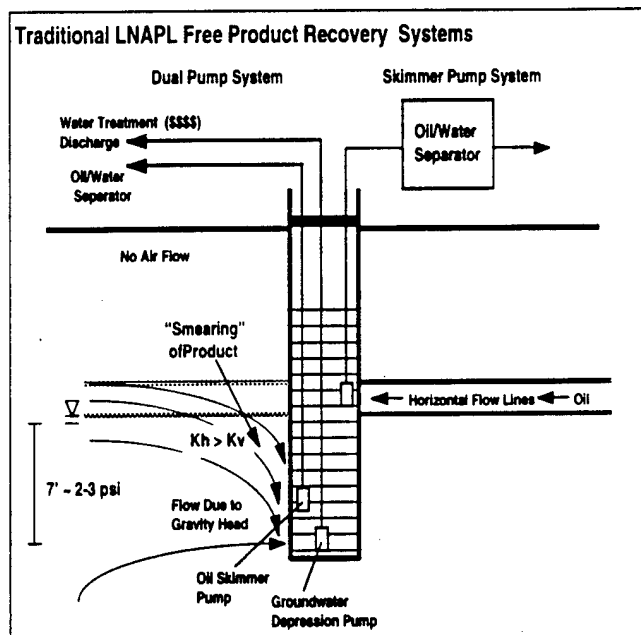 Traditional LNAPL Free Product Recovery Systems
Dual Pump System
Skimmer Pump System
Water Treatment ($$$$)
Discharge
Oil/Water
Separator
Oil/Water
Separator
No Air Flow
"Smearing"
ofProduct
Horizontal Flow Lines
Oil
Kh > Kv
7' ~ 2-3 psi
Flow Due to
Gravity Head
Oil Skimmer
Pump
Groundwater
Depression Pump